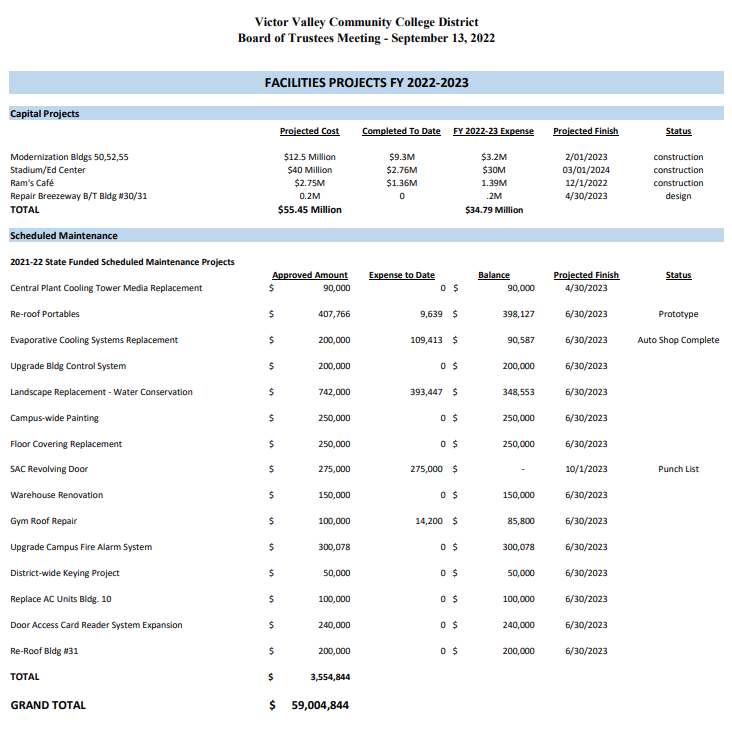 Victor Valley Community College District
Board of Trustees Meeting - September 13, 2022
FACILITIES PROJECTS FY 2022-2023
Capital Projects
Projected Cost Completed To Date FY 2022-23 Expense Projected Finish Status
Modernization Bldgs 50,52,55 $12.5 Million $9.3M $3.2M 2/01/2023 construction
Stadium/Ed Center $40 Million $2.76M $30M 03/01/2024 construction
Ram's Café $2.75M $1.36M 1.39M 12/1/2022 construction
Repair Breezeway B/T Bldg #30/31 0.2M 0 .2M 4/30/2023 design
TOTAL $55.45 Million $34.79 Million
Scheduled Maintenance
2021-22 State Funded Scheduled Maintenance Projects
Approved Amount Expense to Date Balance Projected Finish Status
Central Plant Cooling Tower Media Replacement $ 90,000 0 $ 90,000 4/30/2023
Re-roof Portables $ 407,766 9,639 $ 398,127 6/30/2023 Prototype
Evaporative Cooling Systems Replacement $ 200,000 109,413 $ 90,587 6/30/2023 Auto Shop Complete
Upgrade Bldg Control System $ 200,000 0 $ 200,000 6/30/2023
Landscape Replacement - Water Conservation $ 742,000 393,447 $ 348,553 6/30/2023
Campus-wide Painting $ 250,000 0 $ 250,000 6/30/2023
Floor Covering Replacement $ 250,000 0 $ 250,000 6/30/2023
SAC Revolving Door $ 275,000 275,000 $ - 10/1/2023 Punch List
Warehouse Renovation $ 150,000 0 $ 150,000 6/30/2023
Gym Roof Repair $ 100,000 14,200 $ 85,800 6/30/2023
Upgrade Campus Fire Alarm System $ 300,078 0 $ 300,078 6/30/2023
District-wide Keying Project $ 50,000 0 $ 50,000 6/30/2023
Replace AC Units Bldg. 10 $ 100,000 0 $ 100,000 6/30/2023
Door Access Card Reader System Expansion $ 240,000 0 $ 240,000 6/30/2023
Re-Roof Bldg #31 $ 200,000 0 $ 200,000 6/30/2023
TOTAL $ 3,554,844
GRAND TOTAL $ 59,004,844